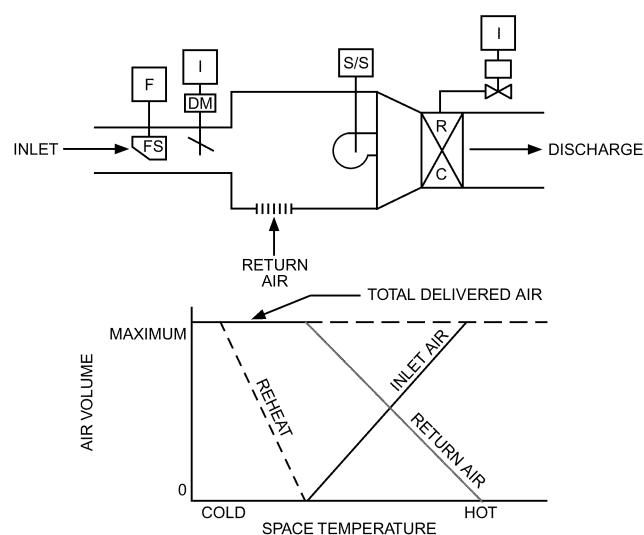 I
S/S
F
I
DM
FS
R
C
INLET
DISCHARGE
RETURN
AIR
TOTAL DELIVERED AIR
MAXIMUM
AIR VOLUME
REHEAT
INLET AIR
RETURN AIR
0
COLD
HOT
SPACE TEMPERATURE